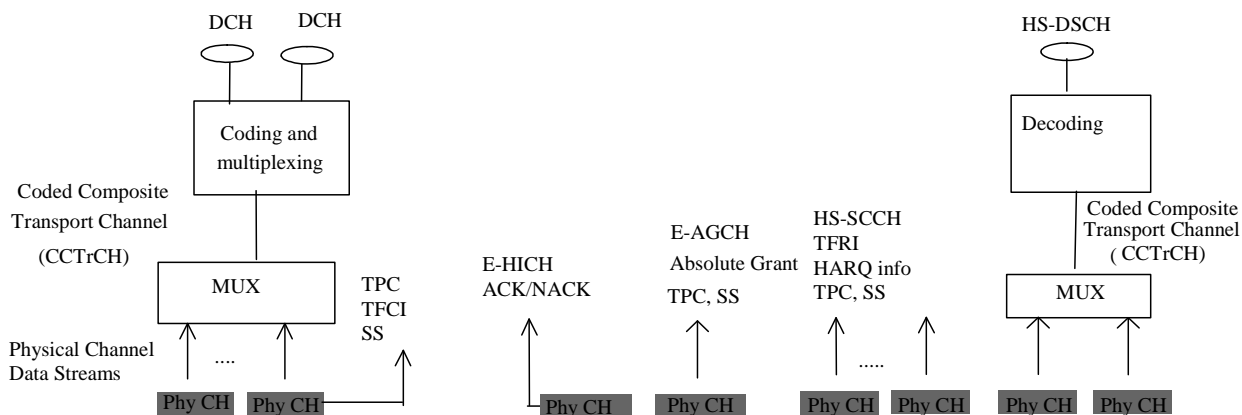 DCH
DCH
Coding and
multiplexing
Coded Composite
Transport Channel
(CCTrCH)
MUX
TPC
TFCI
SS
Physical Channel
Data Streams
....
Phy CH
Phy CH
E-HICH
ACK/NACK
Phy CH
E-AGCH
Absolute Grant
TPC, SS
Phy CH
HS-SCCH
TFRI
HARQ info
TPC, SS
.....
Phy CH
Phy CH
HS-DSCH
Decoding
Coded Composite
Transport Channel
( CCTrCH)
MUX
Phy CH
Phy CH